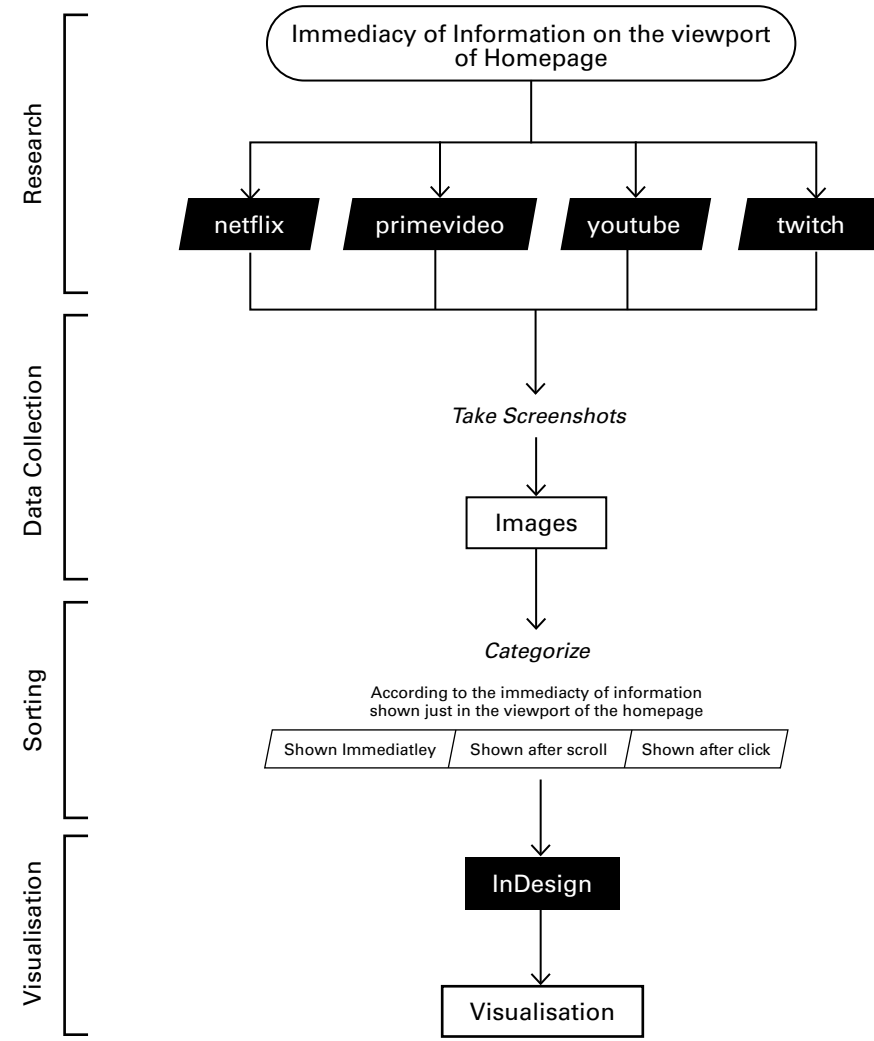 Immediacy of Information on the viewport
of Homepage
Research
netflix
primevideo
youtube
twitch
Data Collection
Take Screenshots
Images
Sorting
Categorize
According to the immediacty of information
shown just in the viewport of the homepage
Shown Immediatley
Shown after scroll
Shown after click
Visualisation
InDesign
Visualisation